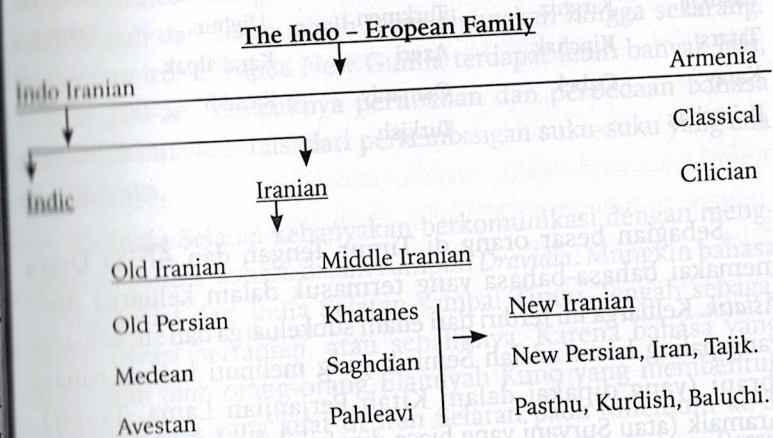 The Indo – Eropean Family
Indo Iranian
Armenia
Classical
Cilician
Indic
Iranian
Old Iranian
Middle Iranian
Old Persian
Medean
Avestan
Khatanes
Saghdian
Pahleavi
New Iranian
New Persian, Iran, Tajik.
Pasthu, Kurdish, Baluchi.